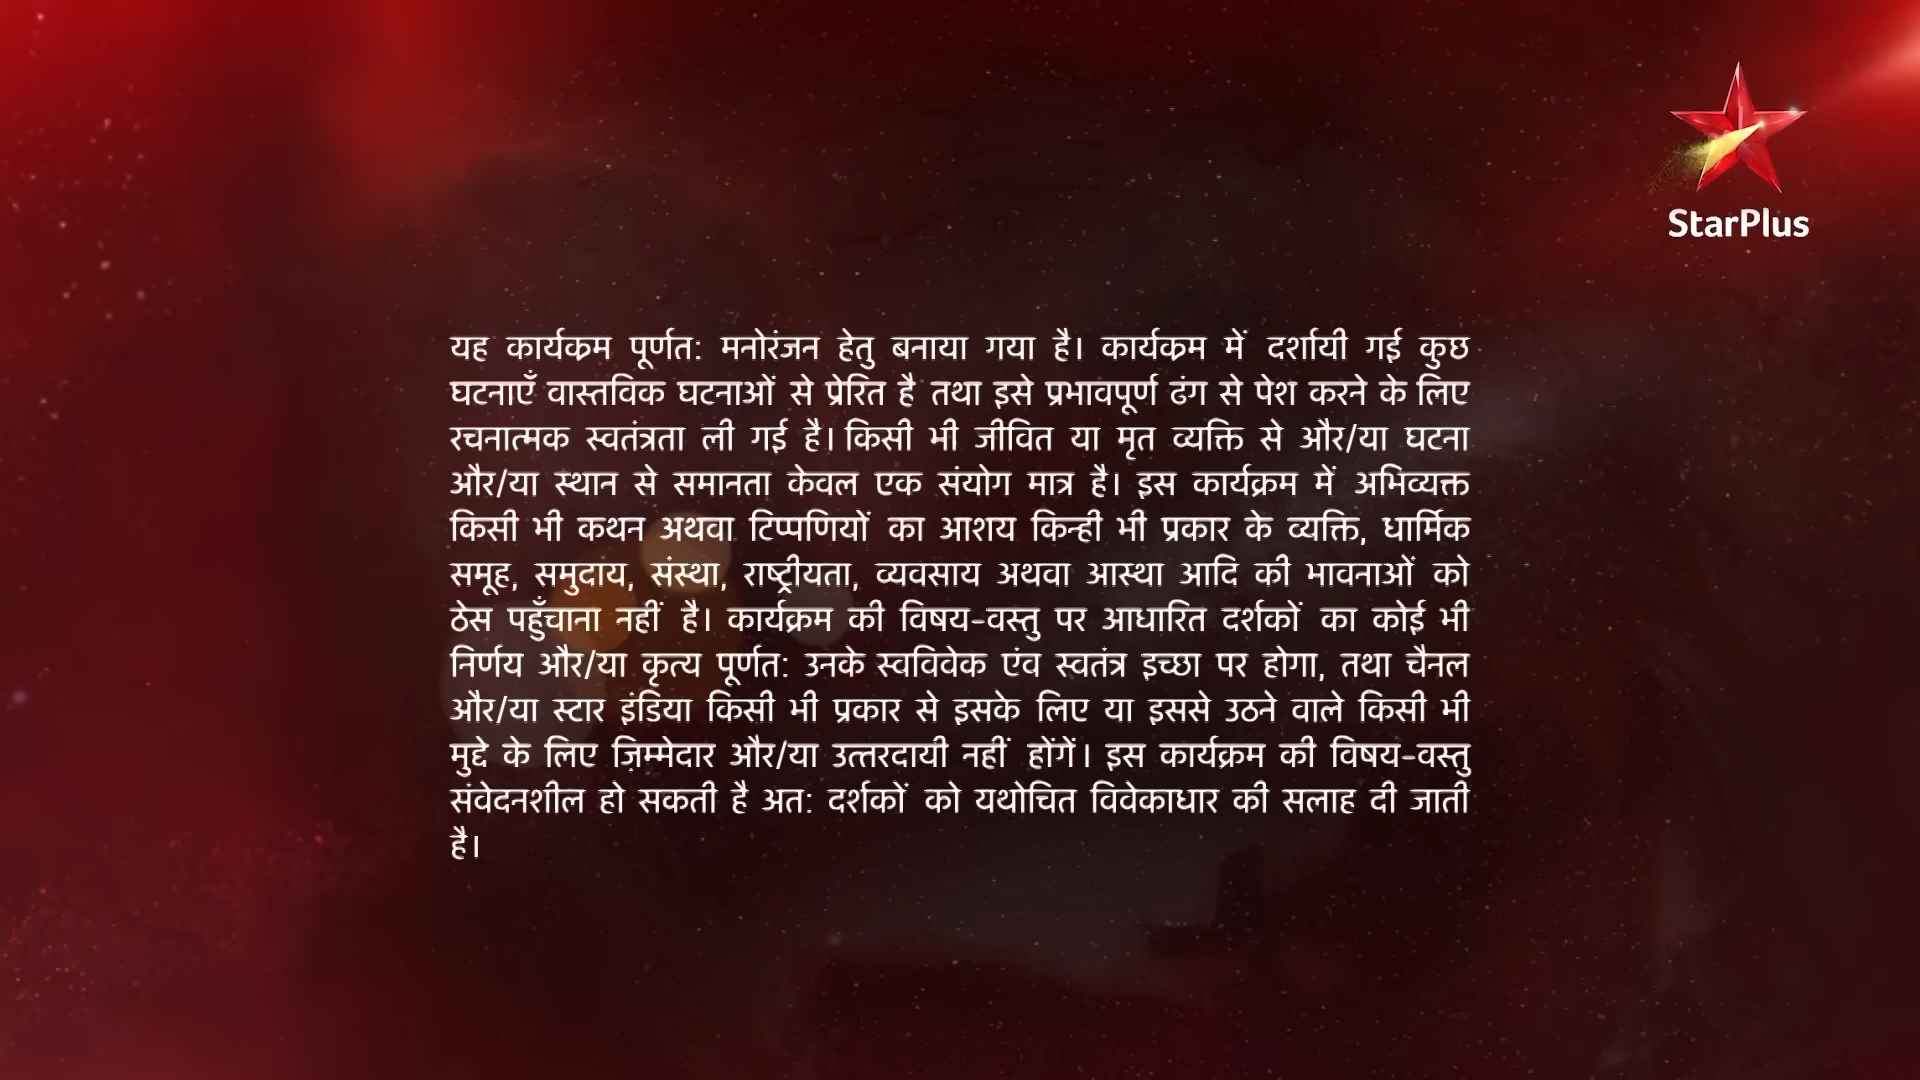 StarPlus
यह कार्यक्रम पूर्णत: मनोरंजन हेतु बनाया गया है। कार्यक्रम में दर्शायी गई कुछ
घटनाएँ वास्तविक घटनाओं से प्रेरित है तथा इसे प्रभावपूर्ण ढंग से पेश करने के लिए
रचनात्मक स्वतंत्रता ली गई है। किसी भी जीवित या मृत व्यक्ति से और/या घटना
और/या स्थान से समानता केवल एक संयोग मात्र है। इस कार्यक्रम में अभिव्यक्त
किसी भी कथन अथवा टिप्पणियों का आशय किन्ही भी प्रकार के व्यक्ति, धार्मिक
समूह, समुदाय, संस्था, राष्ट्रीयता, व्यवसाय अथवा आस्था आदि की भावनाओं को
ठेस पहुँचाना नहीं है। कार्यक्रम की विषय-वस्तु पर आधारित दर्शकों का कोई भी
निर्णय और/या कृत्य पूर्णत: उनके स्वविवेक एंव स्वतंत्र इच्छा पर होगा, तथा चैनल
और/या स्टार इंडिया किसी भी प्रकार से इसके लिए या इससे उठने वाले किसी भी
मुद्दे के लिए ज़िम्मेदार और/या उत्तरदायी नहीं होंगें। इस कार्यक्रम की विषय-वस्तु
संवेदनशील हो सकती है अत: दर्शकों को यथोचित विवेकाधार की सलाह दी जाती
है।